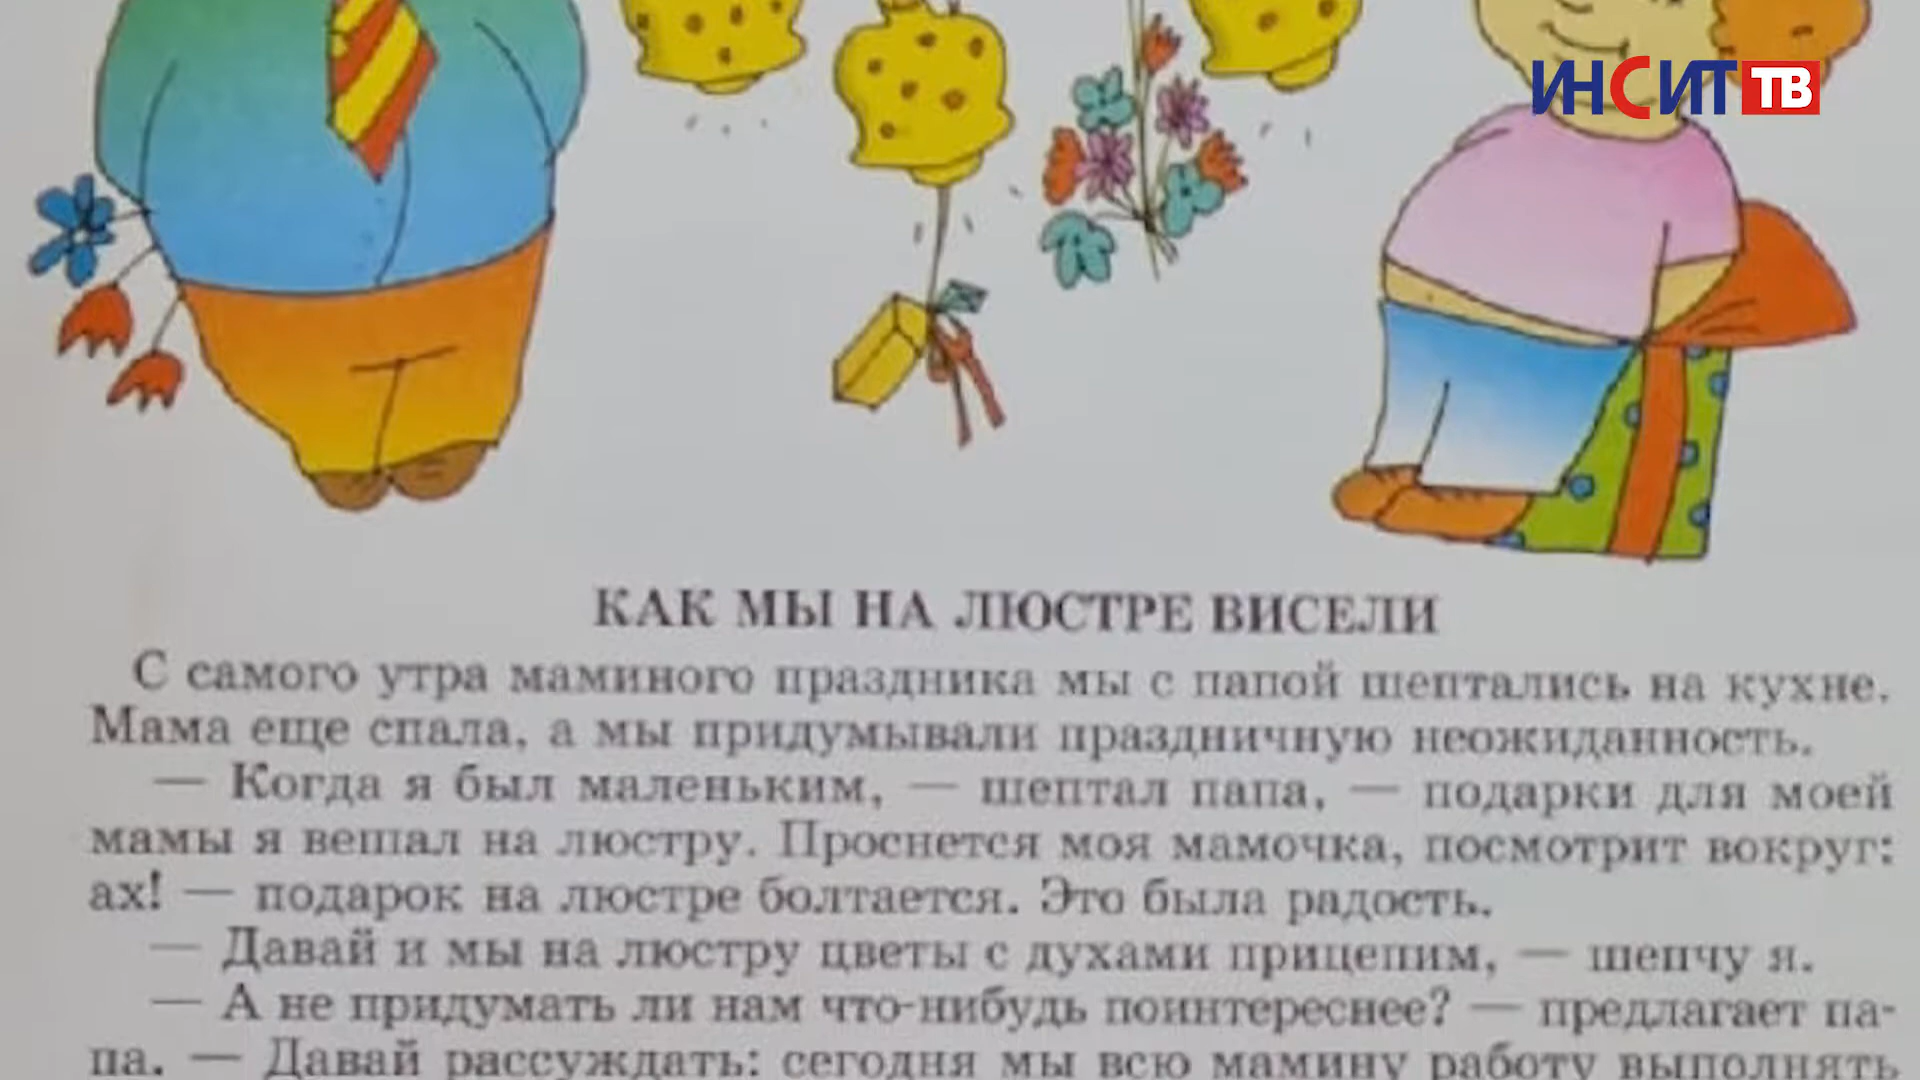 ИНСИТ ТВ
КАК МЫ НА ЛЮСТРЕ ВИСЕЛИ
С самого утра маминого праздника мы с папой шептались на кухне.
Мама еще спала, а мы придумывали праздничную неожиданность.
— Когда я был маленьким, — шептал папа, — подарки для моей
мамы я вешал на люстру. Проснется моя мамочка, посмотрит вокруг:
ах! — подарок на люстре болтается. Это была радость.
— Давай и мы на люстру цветы с духами прицепим, — шепчу я.
— А не придумать ли нам что-нибудь поинтереснее? — предлагает па-
па. — Давай рассуждать: сегодня мы всю мамину работу выполнять